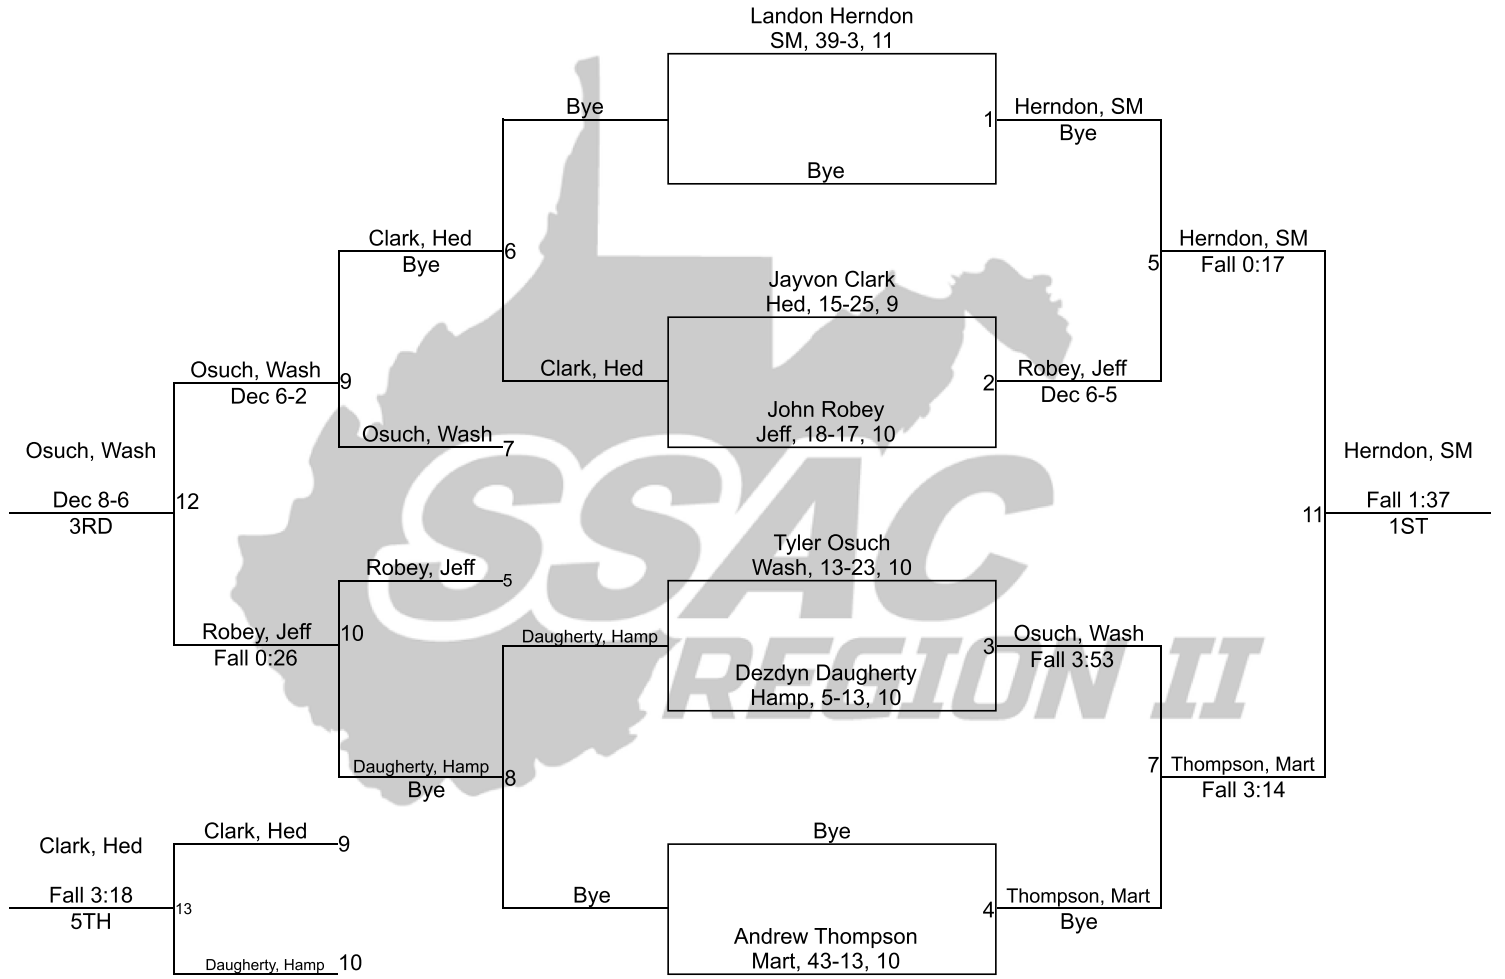 Landon Herndon
SM, 39-3, 11
Bye
1
Herndon, SM
Bye
Bye
Clark, Hed
Bye
6
Herndon, SM
Fall 0:17
5
Jayvon Clark
Hed, 15-25, 9
Osuch, Wash
Dec 6-2
9
Clark, Hed
2
Robey, Jeff
Dec 6-5
John Robey
Jeff, 18-17, 10
Osuch, Wash
7
Osuch, Wash
Dec 8-6
3RD
12
Herndon, SM
Fall 1:37
1ST
11
SSAC
REGION II
Tyler Osuch
Wash, 13-23, 10
Robey, Jeff
5
Robey, Jeff
Fall 0:26
10
Daugherty, Hamp
3
Osuch, Wash
Fall 3:53
Dezdyn Daugherty
Hamp, 5-13, 10
Daugherty, Hamp
Bye
8
7
Thompson, Mart
Fall 3:14
Bye
Clark, Hed
9
Clark, Hed
Fall 3:18
5TH
13
Bye
4
Thompson, Mart
Bye
Andrew Thompson
Mart, 43-13, 10
Daugherty, Hamp
10